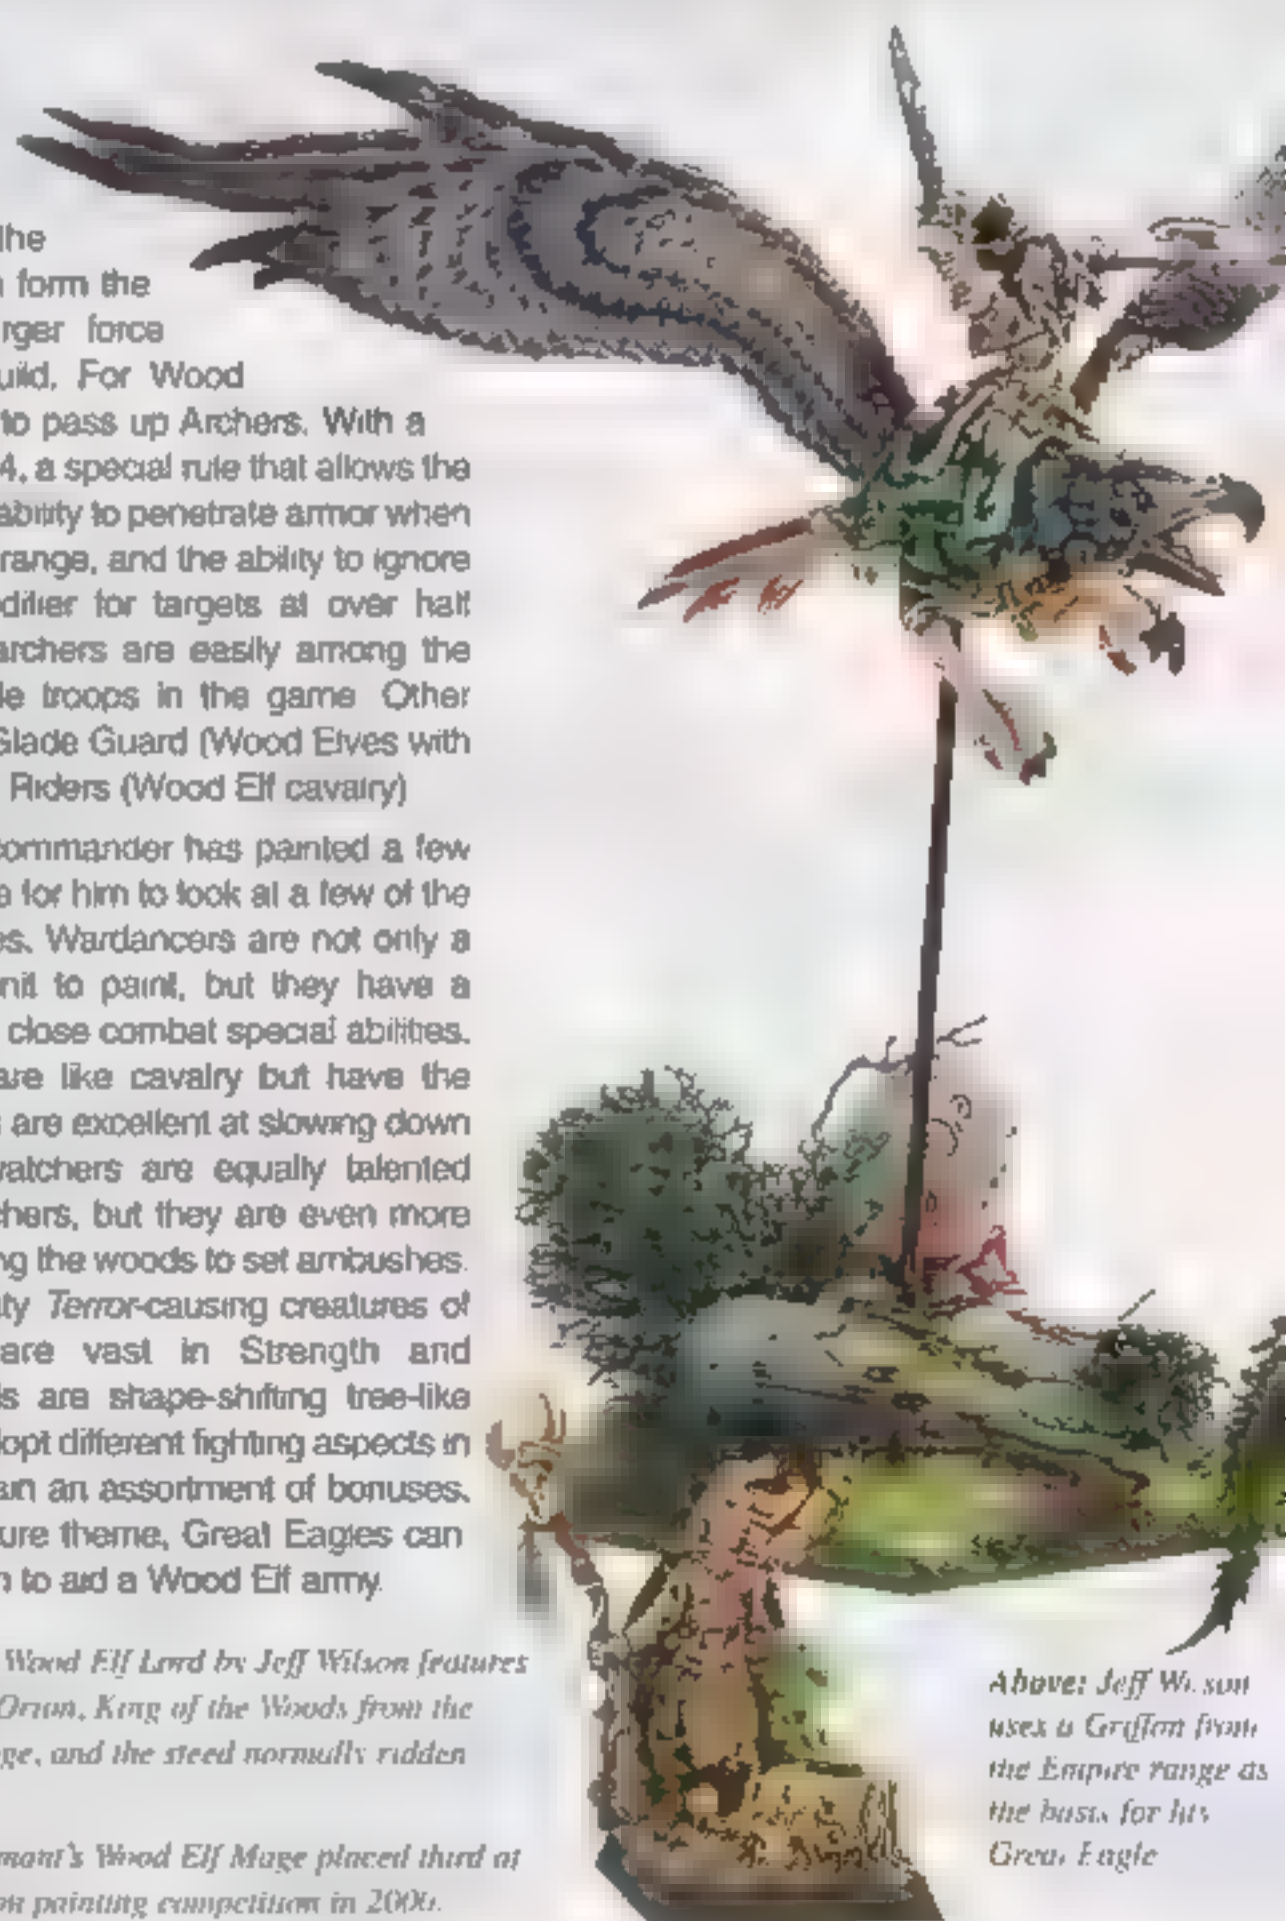 the
form the
rger force
uild. For Wood
to pass up Archers. With a
4, a special rule that allows the
ability to penetrate armor when
range, and the ability to ignore
difier for targets at over half
archers are easily among the
le troops in the game Other
Glade Guard (Wood Elves with
Riders (Wood Elf cavalry)
commander has painted a few
e for him to look at a few of the
es. Wardancers are not only a
nit to paint, but they have a
close combat special abilities.
are like cavalry but have the
s are excellent at slowing down
watchers are equally talented
chers, but they are even more
ng the woods to set ambushes.
ty Terror-causing creatures of
are vast in Strength and
ds are shape-shifting tree-like
dopt different fighting aspects in
ain an assortment of bonuses.
ure theme, Great Eagles can
n to aid a Wood Elf army.
Wood Elf Lord by Jeff Wilson features
Orion, King of the Woods from the
ge, and the steed normally ridden
mant's Wood Elf Mage placed third at
on painting competition in 2006.
Above: Jeff Wilson
uses a Griffon from
the Empire range as
the basis for his
Great Eagle